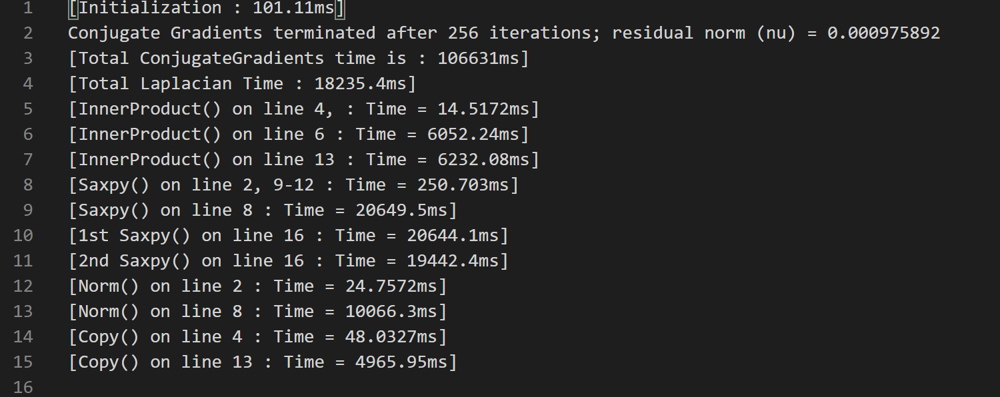 1 [Initialization : 101.11ms]
2 Conjugate Gradients terminated after 256 iterations; residual norm (nu) = 0.000975892
3 [Total ConjugateGradients time is : 106631ms]
4 [Total Laplacian Time : 18235.4ms]
5 [InnerProduct() on line 4, : Time = 14.5172ms]
6 [InnerProduct() on line 6 : Time = 6052.24ms]
7 [InnerProduct() on line 13 : Time = 6232.08ms]
8 [Saxpy() on line 2, 9-12 : Time = 250.703ms]
9 [Saxpy() on line 8 : Time = 20649.5ms]
10 [1st Saxpy() on line 16 : Time = 20644.1ms]
11 [2nd Saxpy() on line 16 : Time = 19442.4ms]
12 [Norm() on line 2 : Time = 24.7572ms]
13 [Norm() on line 8 : Time = 10066.3ms]
14 [Copy() on line 4 : Time = 48.0327ms]
15 [Copy() on line 13 : Time = 4965.95ms]
16